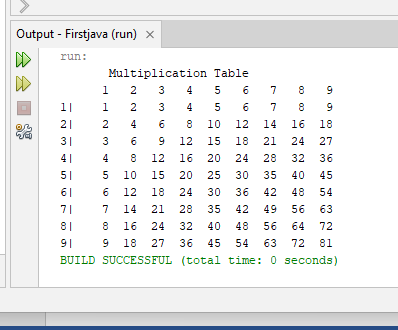 Output - Firstjava (run) ×
run:
       Multiplication Table
      1   2   3   4   5   6   7   8   9
1|    1   2   3   4   5   6   7   8   9
2|    2   4   6   8  10  12  14  16  18
3|    3   6   9  12  15  18  21  24  27
4|    4   8  12  16  20  24  28  32  36
5|    5  10  15  20  25  30  35  40  45
6|    6  12  18  24  30  36  42  48  54
7|    7  14  21  28  35  42  49  56  63
8|    8  16  24  32  40  48  56  64  72
9|    9  18  27  36  45  54  63  72  81
BUILD SUCCESSFUL (total time: 0 seconds)